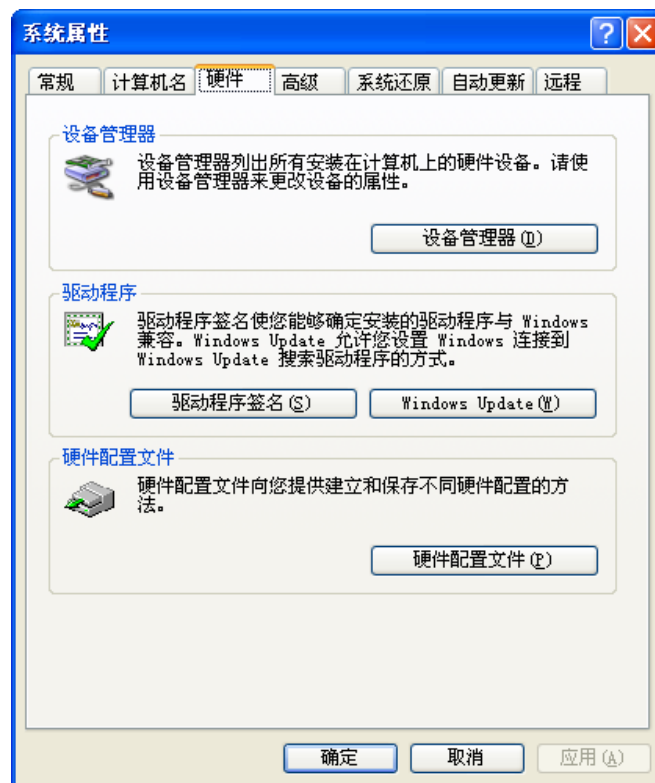 系统属性
常规 计算机名 硬件 高级 系统还原 自动更新 远程
设备管理器
设备管理器列出所有安装在计算机上的硬件设备。请使
用设备管理器来更改设备的属性。
设备管理器(D)
驱动程序
驱动程序签名使您能够确定安装的驱动程序与 Windows
兼容。Windows Update 允许您设置 Windows 连接到
Windows Update 搜索驱动程序的方式。
驱动程序签名(S) Windows Update(W)
硬件配置文件
硬件配置文件向您提供建立和保存不同硬件配置的方
法。
硬件配置文件(P)
确定 取消 应用(A)